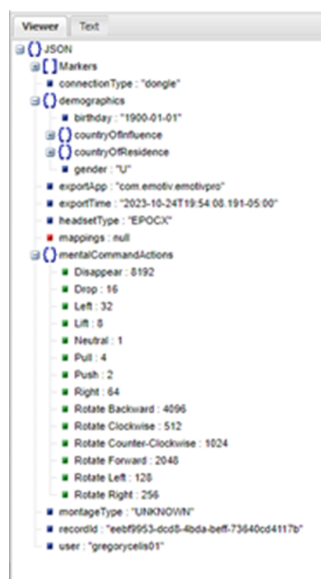 Viewer Text
JSON
Markers
connectionType : "dongle"
demographics
birthday : "1900-01-01"
countryOfInfluence
countryOfResidence
gender : "U"
exportApp : "com.emotiv.emotivpro"
exportTime : "2023-10-24T19:54:08.191-05:00"
headsetType : "EPOCX"
mappings : null
mentalCommandActions
Disappear : 8192
Drop : 16
Left : 32
Lift : 8
Neutral : 1
Pull : 4
Push : 2
Right : 64
Rotate Backward : 4096
Rotate Clockwise : 512
Rotate Counter-Clockwise : 1024
Rotate Forward : 2048
Rotate Left : 128
Rotate Right : 256
montageType : "UNKNOWN"
recordId : "eebf9953-dcd8-4bda-beff-73640cd4117b"
user : "gregorycelis01"